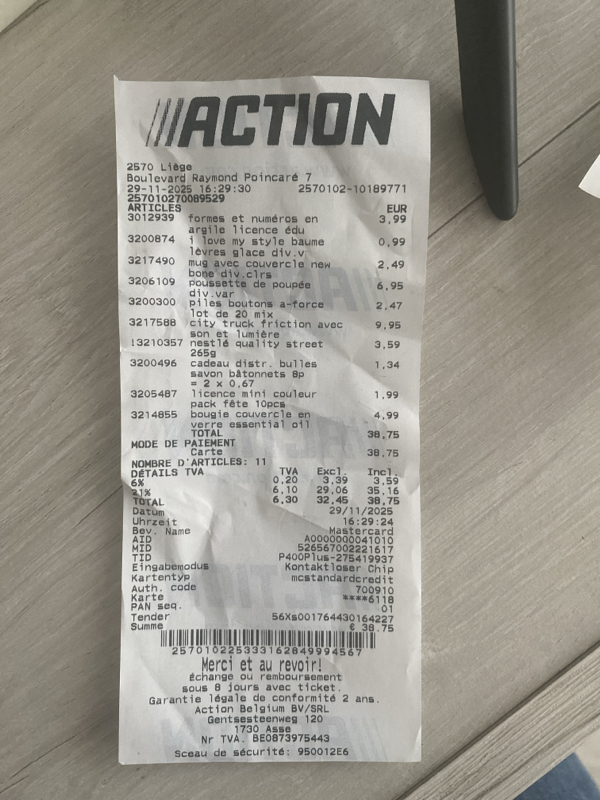 ACTION
2570 Liège
Boulevard Raymond Poincaré 7
29-11-2025 16:29:30 2570102-10189771
257010270089529
ARTICLES EUR
3012939 formes et numéros en 3,99
argile licence édu
3200874 i love my style baume 0,99
lèvres glace div.v
3217490 mug avec couvercle new 2,49
bone div.clrs
3206109 poussette de poupée 6,95
div.var
3200300 piles boutons a-force 2,47
lot de 20 mix
3217588 city truck friction avec 9,95
son et lumière
!3210357 nestlé quality street 3,59
265g
3200496 cadeau distr. bulles 1,34
savon bâtonnets 8p
= 2 x 0,67
3205487 licence mini couleur 1,99
pack fête 10pcs
3214855 bougie couvercle en 4,99
verre essential oil
TOTAL 38,75
MODE DE PAIEMENT
Carte 38,75
NOMBRE D'ARTICLES: 11
DÉTAILS TVA TVA Excl. Incl.
6% 0,20 3,39 3,59
21% 6,10 29,06 35,16
TOTAL 6,30 32,45 38,75
Datum 29/11/2025
Uhrzeit 16:29:24
Bev. Name Mastercard
AID A0000000041010
MID 526567002221617
TID P400Plus-275419937
Eingabemodus Kontaktloser Chip
Kartentyp mcstandardcredit
Auth. code 700910
Karte ****6118
PAN seq. 01
Tender 56Xs001764430164227
Summe € 38.75
257010225333162849994567
Merci et au revoir!
Échange ou remboursement
sous 8 jours avec ticket.
Garantie légale de conformité 2 ans.
Action Belgium BV/SRL
Gentsesteenweg 120
1730 Asse
Nr TVA. BE0873975443
Sceau de sécurité: 950012E6